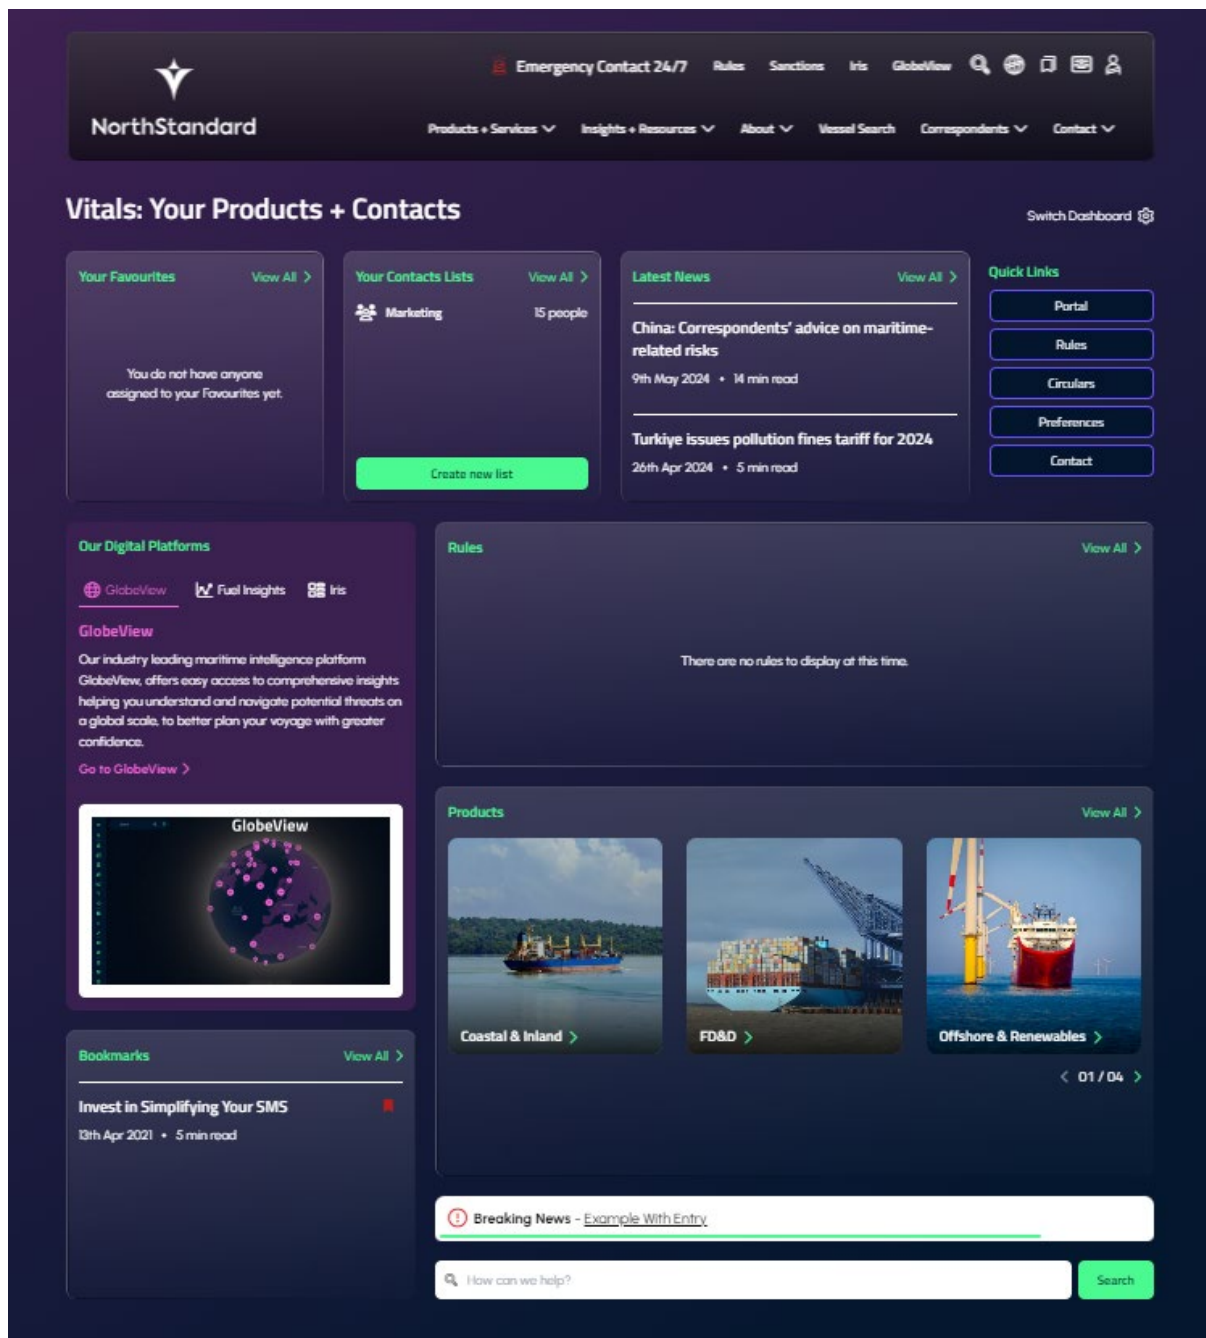 Emergency Contact 24/7 Rules Sanctions Iris GlobeView
NorthStandard
Products + Services Insights + Resources About Vessel Search Correspondents Contact
Vitals: Your Products + Contacts
Switch Dashboard
Your Favourites View All
You do not have anyone
assigned to your Favourites yet.
Your Contacts Lists View All
Marketing 15 people
Create new list
Latest News View All
China: Correspondents' advice on maritime-
related risks
9th May 2024 • 14 min read
Turkiye issues pollution fines tariff for 2024
26th Apr 2024 • 5 min read
Quick Links
Portal
Rules
Circulars
Preferences
Contact
Our Digital Platforms
GlobeView Fuel Insights Iris
GlobeView
Our industry leading maritime intelligence platform
GlobeView, offers easy access to comprehensive insights
helping you understand and navigate potential threats on
a global scale, to better plan your voyage with greater
confidence.
Go to GlobeView
GlobeView
Rules View All
There are no rules to display at this time.
Products View All
Coastal & Inland
FD&D
Offshore & Renewables
01 / 04
Bookmarks View All
Invest in Simplifying Your SMS
13th Apr 2021 • 5 min read
Breaking News - Example With Entry
How can we help?
Search